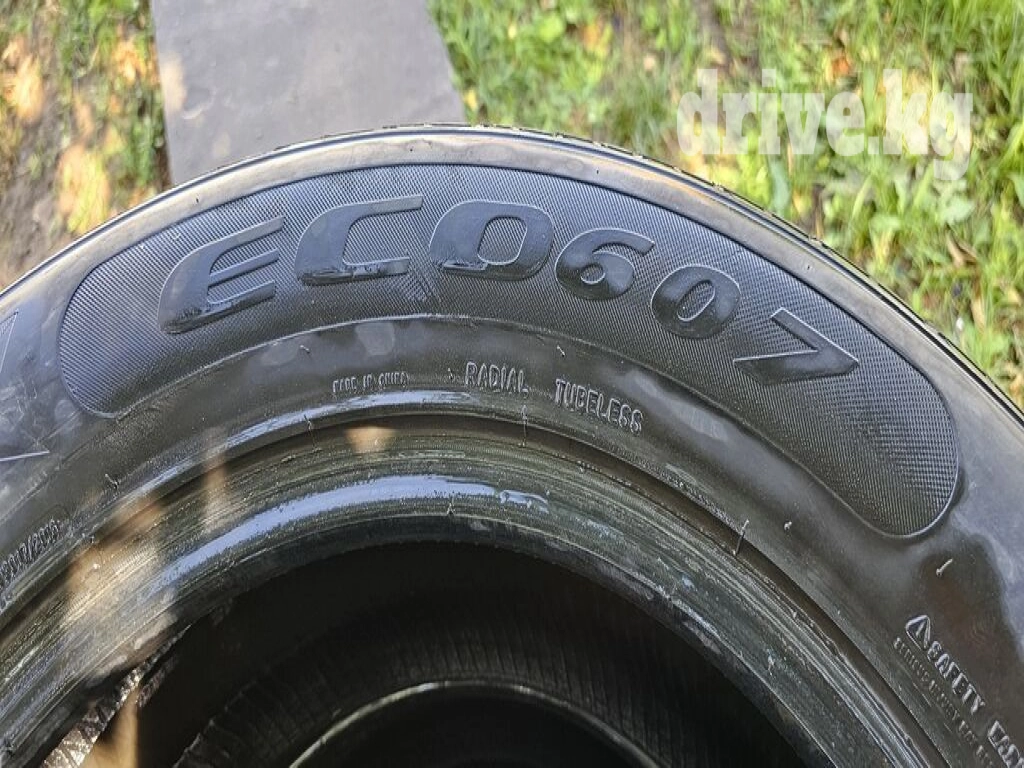 drive.kg
ECO607
MADE IN CHINA
RADIAL TUBELESS
SAFETY